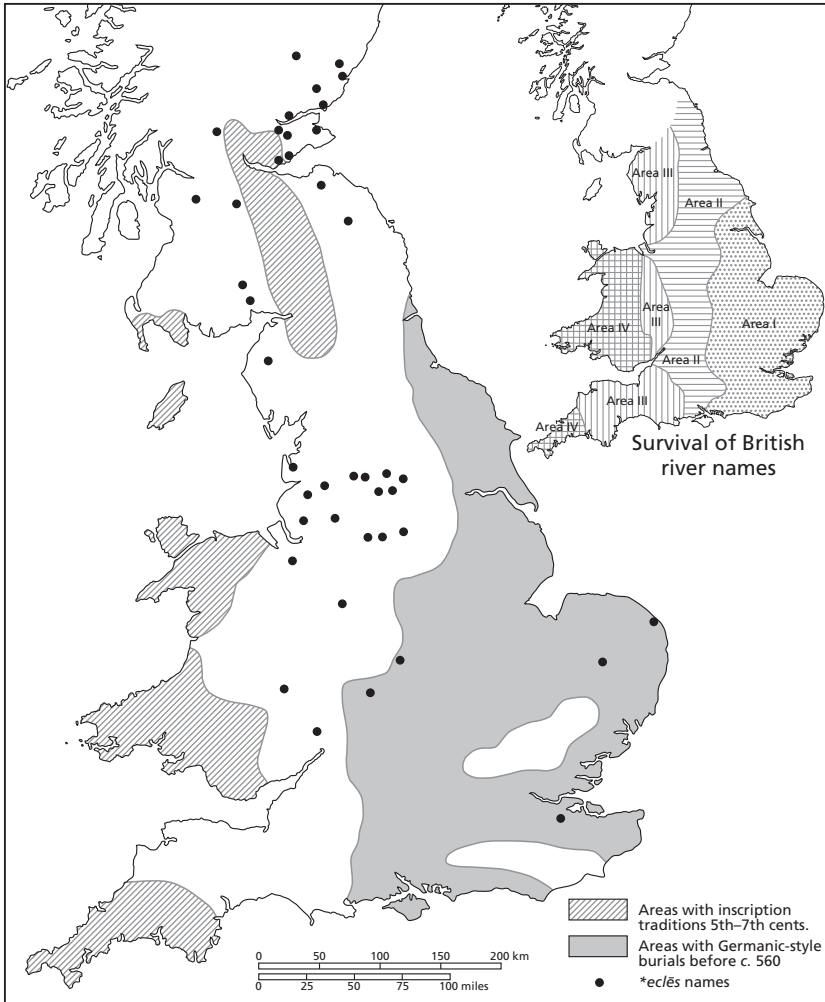 Area III
Area II
Area I
Area III
Area IV
Area II
Area III
Area IV
Survival of British
river names
Areas with inscription
traditions 5th–7th cents.
Areas with Germanic-style
burials before c. 560
*eclēs names
0 50 100 150 200 km
0 25 50 75 100 miles